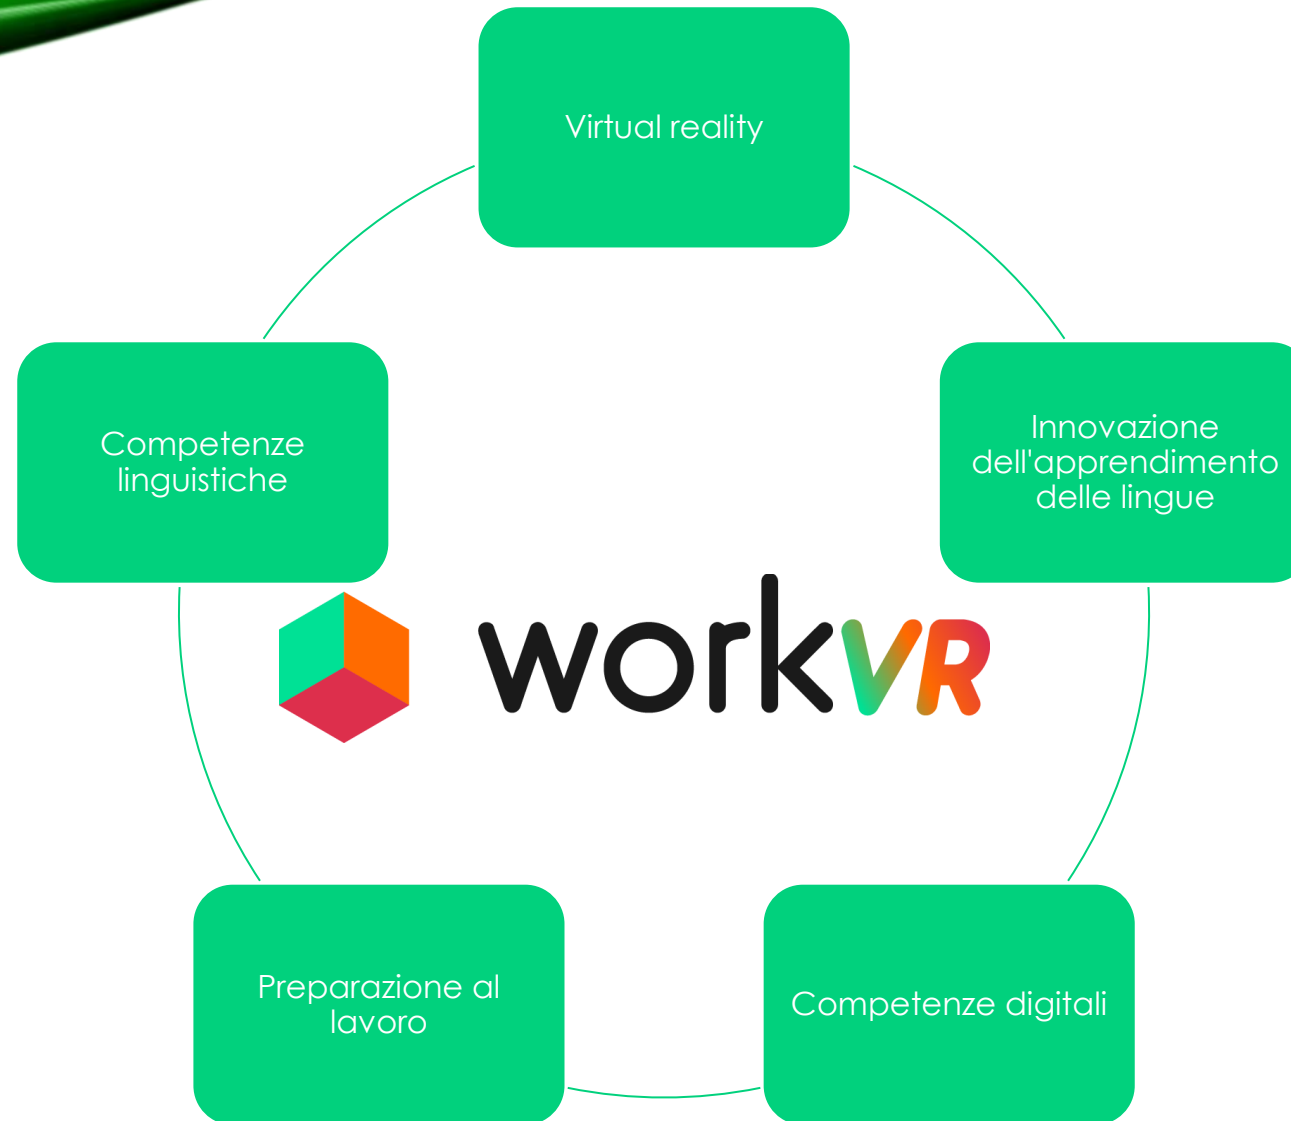 Virtual reality
Competenze
linguistiche
Innovazione
dell'apprendimento
delle lingue
workVR
Preparazione al
lavoro
Competenze digitali